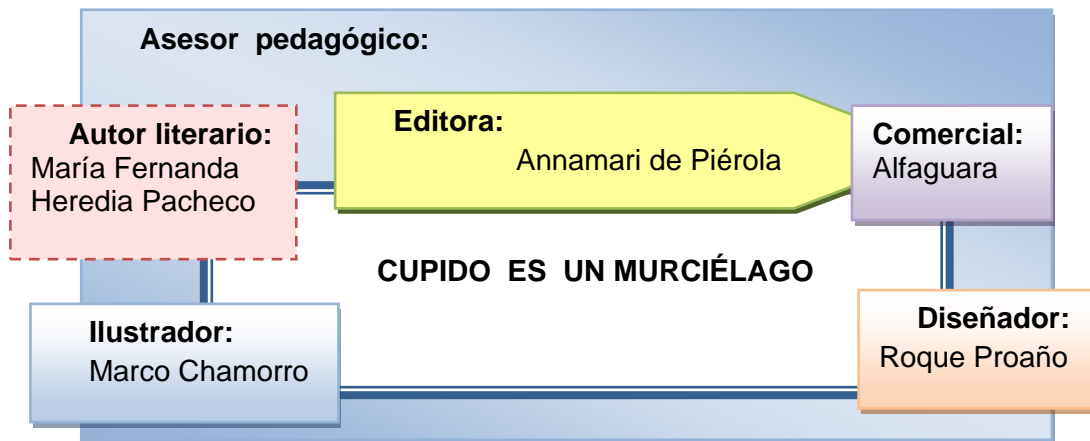 Asesor pedagógico:
Autor literario:
María Fernanda
Heredia Pacheco
Editora:
Annamari de Piérola
Comercial:
Alfaguara
CUPIDO ES UN MURCIÉLAGO
Ilustrador:
Marco Chamorro
Diseñador:
Roque Proaño